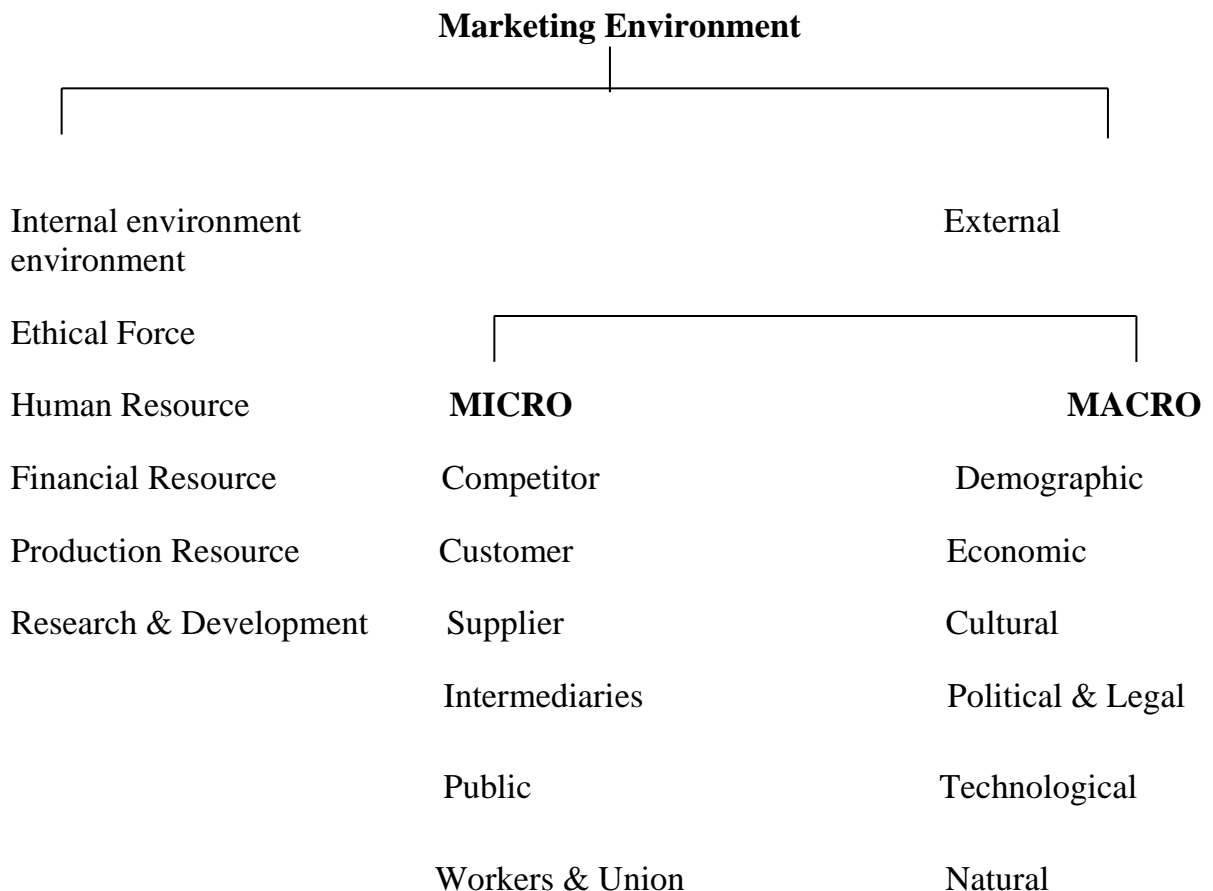 Marketing Environment
Internal environment External
environment
Ethical Force
Human Resource MICRO MACRO
Financial Resource Competitor Demographic
Production Resource Customer Economic
Research & Development Supplier Cultural
Intermediaries Political & Legal
Public Technological
Workers & Union Natural